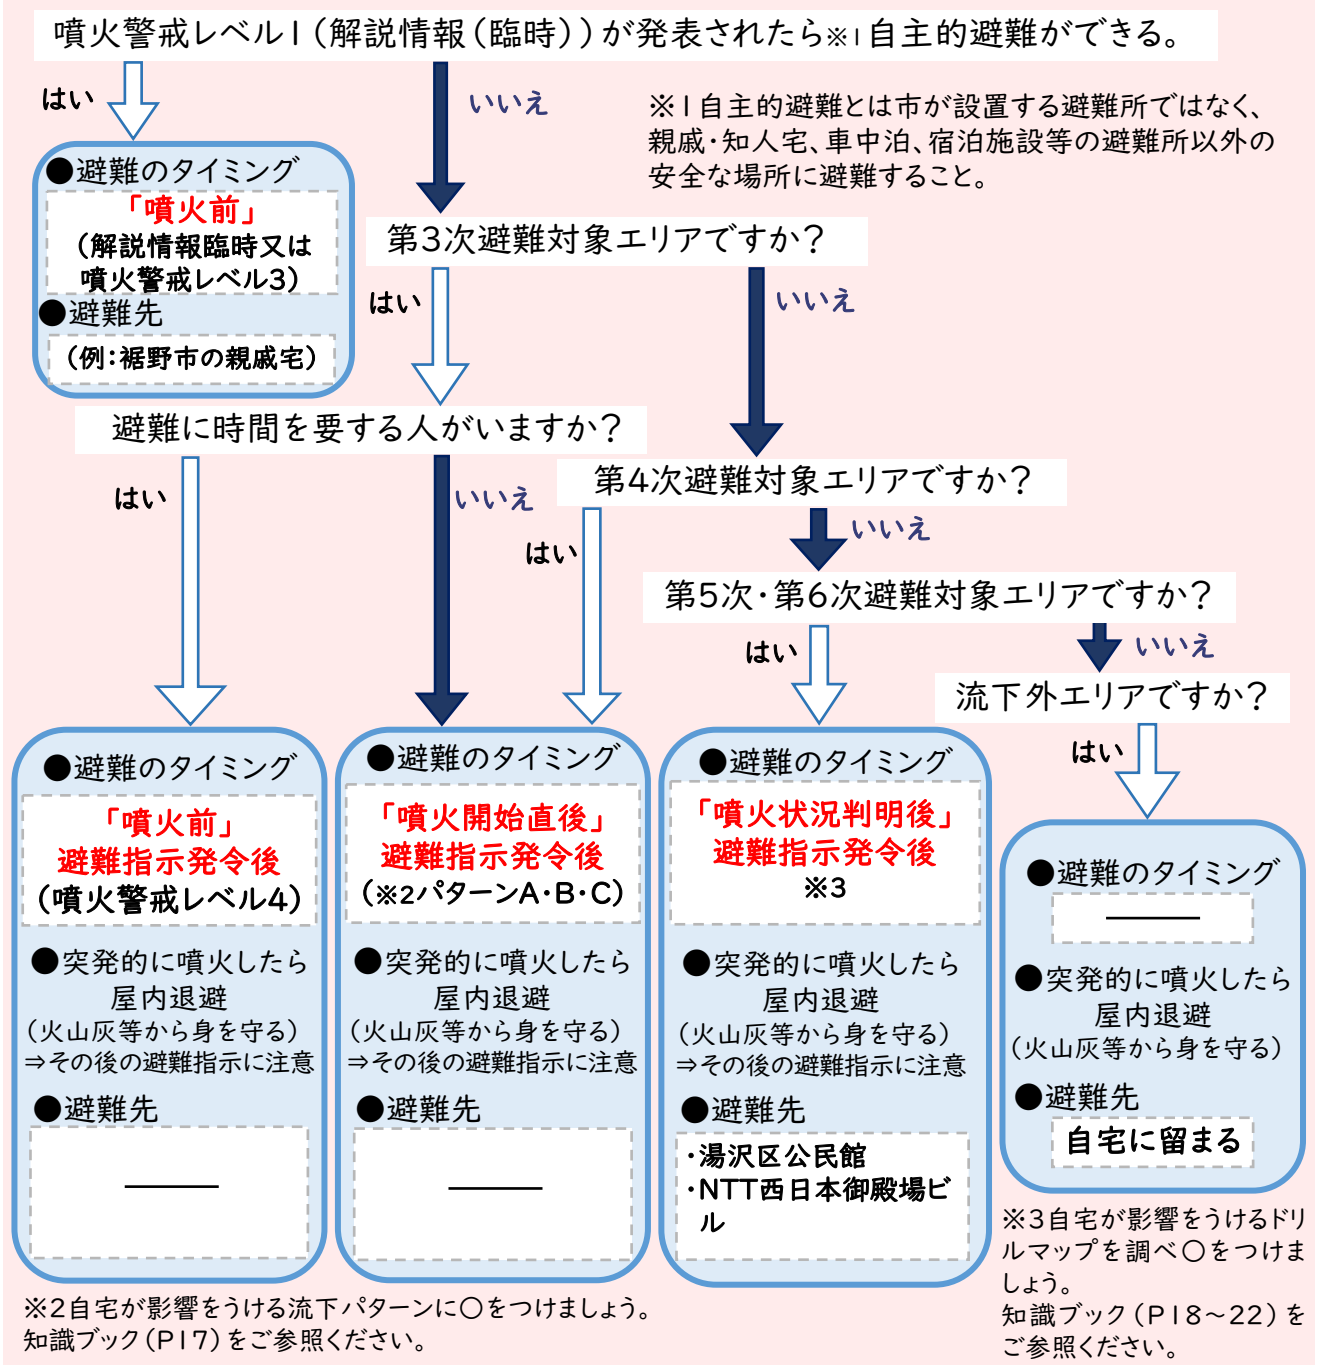 噴火警戒レベル1（解説情報（臨時））が発表されたら※1自主的避難ができる。
はい
いいえ
※1自主的避難とは市が設置する避難所ではなく、
親戚・知人宅、車中泊、宿泊施設等の避難所以外の
安全な場所に避難すること。
●避難のタイミング
「噴火前」
（解説情報臨時又は
噴火警戒レベル3）
●避難先
（例：裾野市の親戚宅）
第3次避難対象エリアですか？
はい
いいえ
避難に時間を要する人がいますか？
はい
いいえ
第4次避難対象エリアですか？
はい
いいえ
第5次・第6次避難対象エリアですか？
はい
いいえ
流下外エリアですか？
はい
●避難のタイミング
「噴火前」
避難指示発令後
（噴火警戒レベル4）
●突発的に噴火したら
屋内退避
（火山灰等から身を守る）
⇒その後の避難指示に注意
●避難先
―――
●避難のタイミング
「噴火開始直後」
避難指示発令後
（※2パターンA・B・C）
●突発的に噴火したら
屋内退避
（火山灰等から身を守る）
⇒その後の避難指示に注意
●避難先
―――
●避難のタイミング
「噴火状況判明後」
避難指示発令後
※3
●突発的に噴火したら
屋内退避
（火山灰等から身を守る）
⇒その後の避難指示に注意
●避難先
・湯沢区公民館
・NTT西日本御殿場ビ
ル
●避難のタイミング
―――
●突発的に噴火したら
屋内退避
（火山灰等から身を守る）
●避難先
自宅に留まる
※2自宅が影響をうける流下パターンに〇をつけましょう。
知識ブック（P17）をご参照ください。
※3自宅が影響をうけるドリ
ルマップを調べ〇をつけま
しょう。
知識ブック（P18～22）を
ご参照ください。